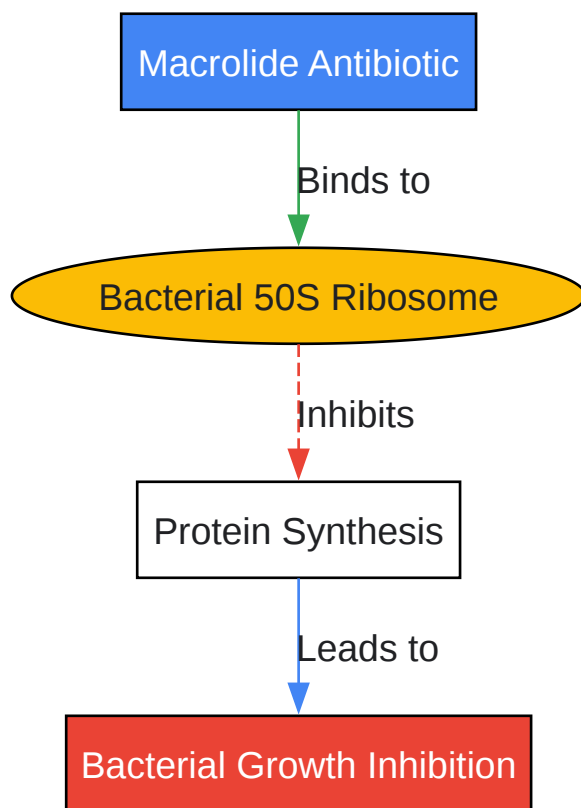 Macrolide Antibiotic
Binds to
Bacterial 50S Ribosome
Inhibits
Protein Synthesis
Leads to
Bacterial Growth Inhibition